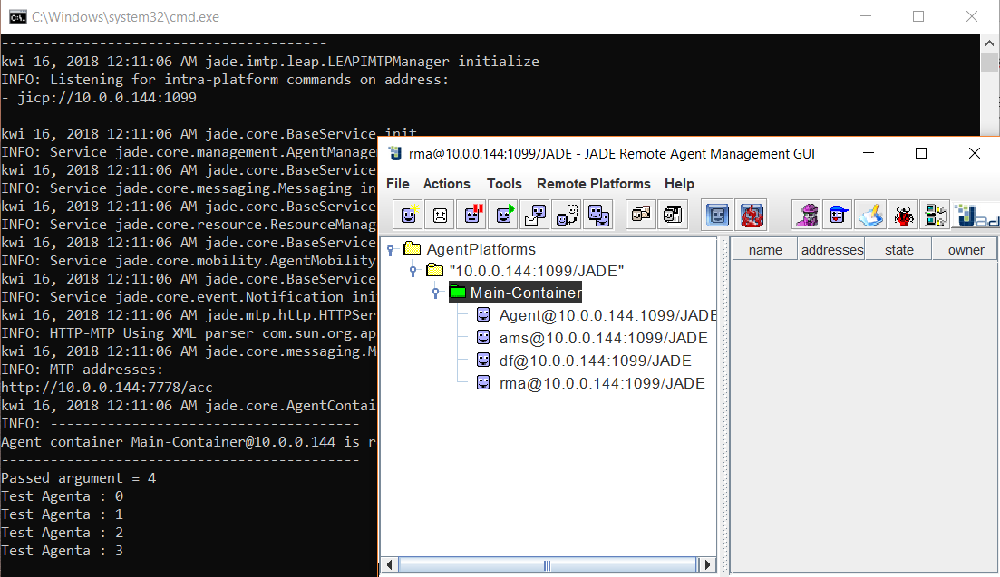 C:\Windows\system32\cmd.exe
----------------------------------------
kwi 16, 2018 12:11:06 AM jade.imtp.leap.LEAPIMTPManager initialize
INFO: Listening for intra-platform commands on address:
- jicp://10.0.0.144:1099
kwi 16, 2018 12:11:06 AM jade.core.BaseService init
INFO: Service jade.core.management.AgentManage
kwi 16, 2018 12:11:06 AM jade.core.BaseService
INFO: Service jade.core.messaging.Messaging in
kwi 16, 2018 12:11:06 AM jade.core.BaseService
INFO: Service jade.core.resource.ResourceManag
kwi 16, 2018 12:11:06 AM jade.core.BaseService
INFO: Service jade.core.mobility.AgentMobility
kwi 16, 2018 12:11:06 AM jade.core.BaseService
INFO: Service jade.core.event.Notification ini
kwi 16, 2018 12:11:06 AM jade.mtp.http.HTTPSer
INFO: HTTP-MTP Using XML parser com.sun.org.ap
kwi 16, 2018 12:11:06 AM jade.core.messaging.M
INFO: MTP addresses:
http://10.0.0.144:7778/acc
kwi 16, 2018 12:11:06 AM jade.core.AgentContai
INFO: --------------------------------------
Agent container Main-Container@10.0.0.144 is r
--------------------------------------------
Passed argument = 4
Test Agenta : 0
Test Agenta : 1
Test Agenta : 2
Test Agenta : 3
rma@10.0.0.144:1099/JADE - JADE Remote Agent Management GUI
File Actions Tools Remote Platforms Help
Jad
AgentPlatforms
"10.0.0.144:1099/JADE"
Main-Container
Agent@10.0.0.144:1099/JADE
ams@10.0.0.144:1099/JADE
df@10.0.0.144:1099/JADE
rma@10.0.0.144:1099/JADE
name addresses state owner